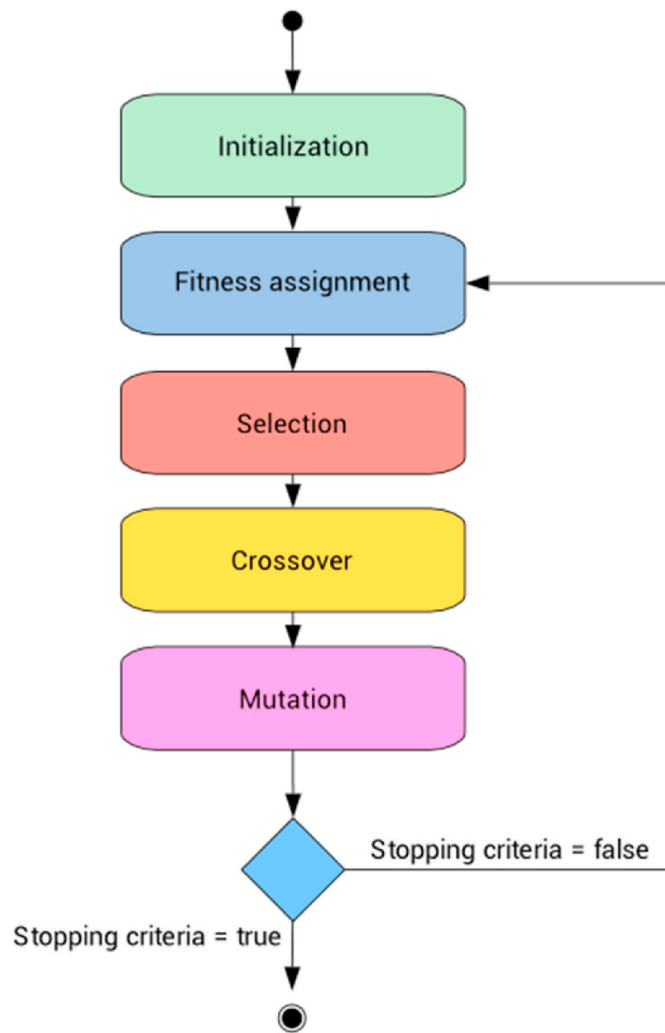 Initialization
Fitness assignment
Selection
Crossover
Mutation
Stopping criteria = false
Stopping criteria = true